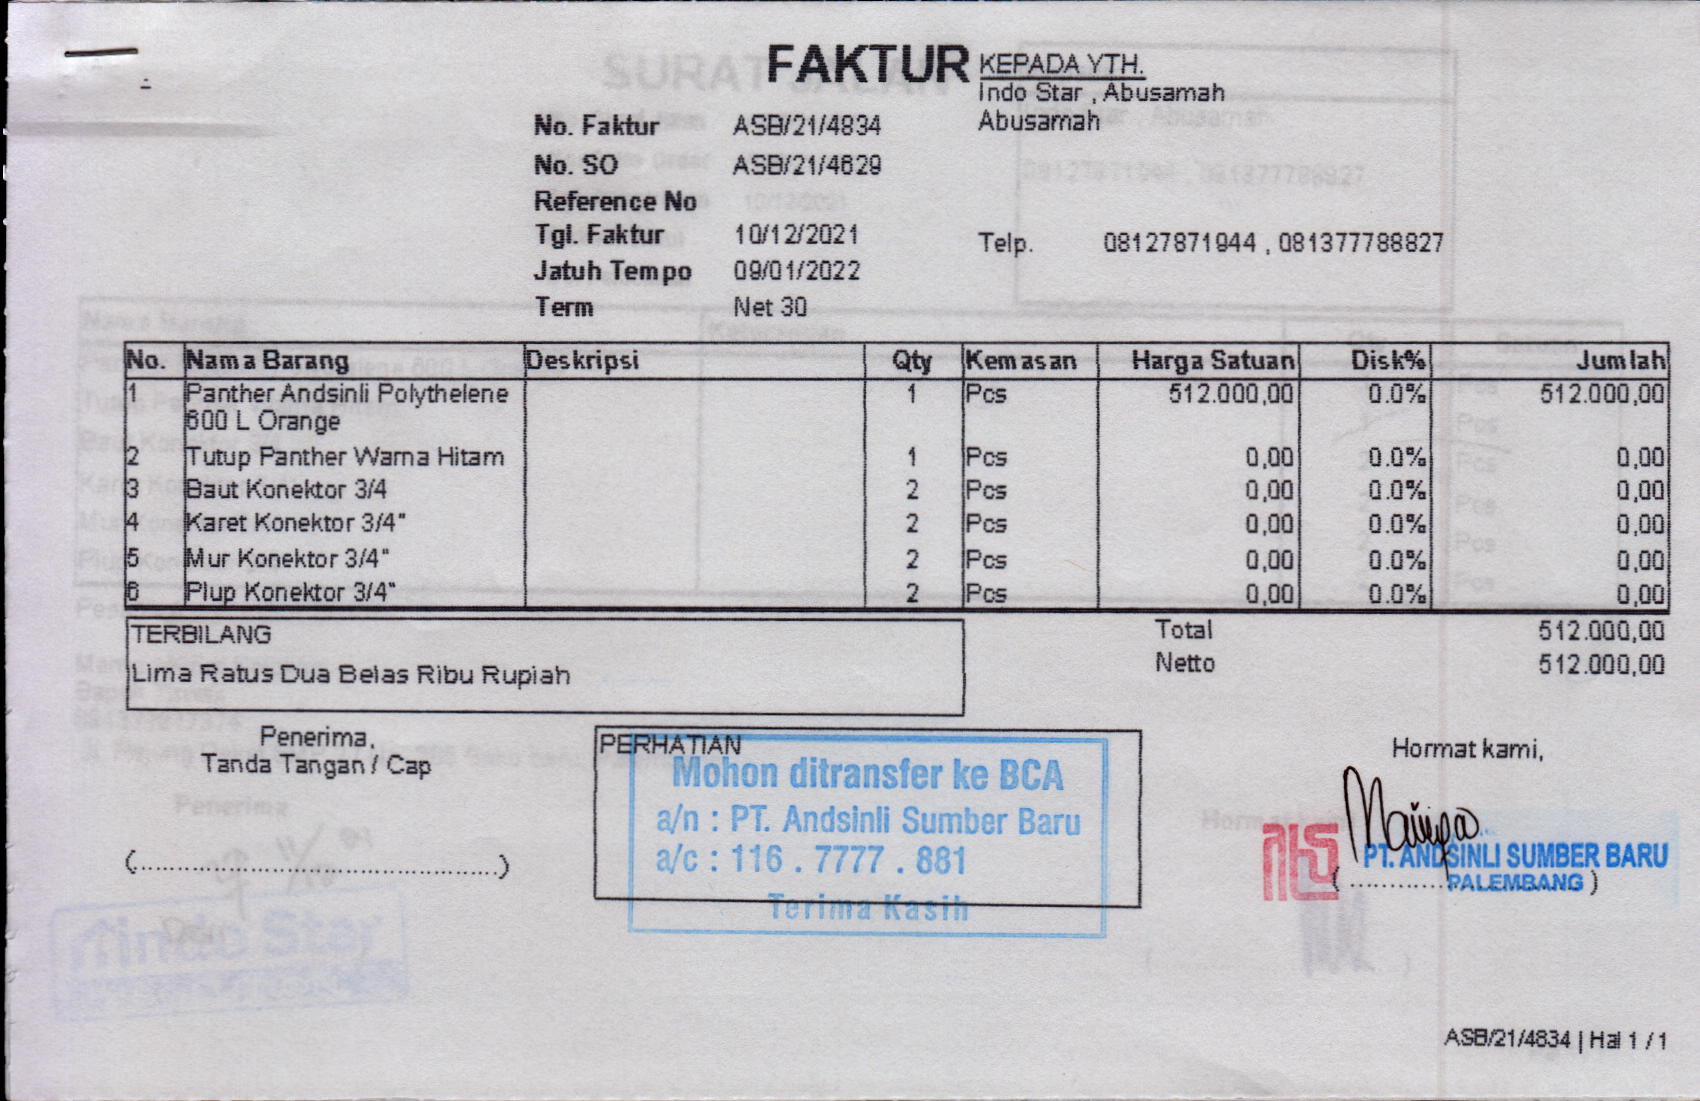 FAKTUR
KEPADA YTH.
Indo Star , Abusamah
Abusamah
No. Faktur ASB/21/4834
No. SO ASB/21/4629
Reference No
Tgl. Faktur 10/12/2021
Telp. 08127871944 , 081377788827
Jatuh Tempo 09/01/2022
Term Net 30
No. Nama Barang Deskripsi Qty Kemasan Harga Satuan Disk% Jumlah
1 Panther Andsinli Polythelene 1 Pcs 512.000,00 0.0% 512.000,00
600 L Orange
2 Tutup Panther Warna Hitam 1 Pcs 0,00 0.0% 0,00
3 Baut Konektor 3/4 2 Pcs 0,00 0.0% 0,00
4 Karet Konektor 3/4" 2 Pcs 0,00 0.0% 0,00
5 Mur Konektor 3/4" 2 Pcs 0,00 0.0% 0,00
6 Plup Konektor 3/4" 2 Pcs 0,00 0.0% 0,00
TERBILANG
Lima Ratus Dua Belas Ribu Rupiah
Total 512.000,00
Netto 512.000,00
Penerima,
Tanda Tangan / Cap
(....................................................)
PERHATIAN
Mohon ditransfer ke BCA
a/n : PT. Andsinli Sumber Baru
a/c : 116 . 7777 . 881
Terima Kasih
Hormat kami,
PT. ANDSINLI SUMBER BARU
PALEMBANG
Indo Star
ASB/21/4834 | Hal 1 / 1